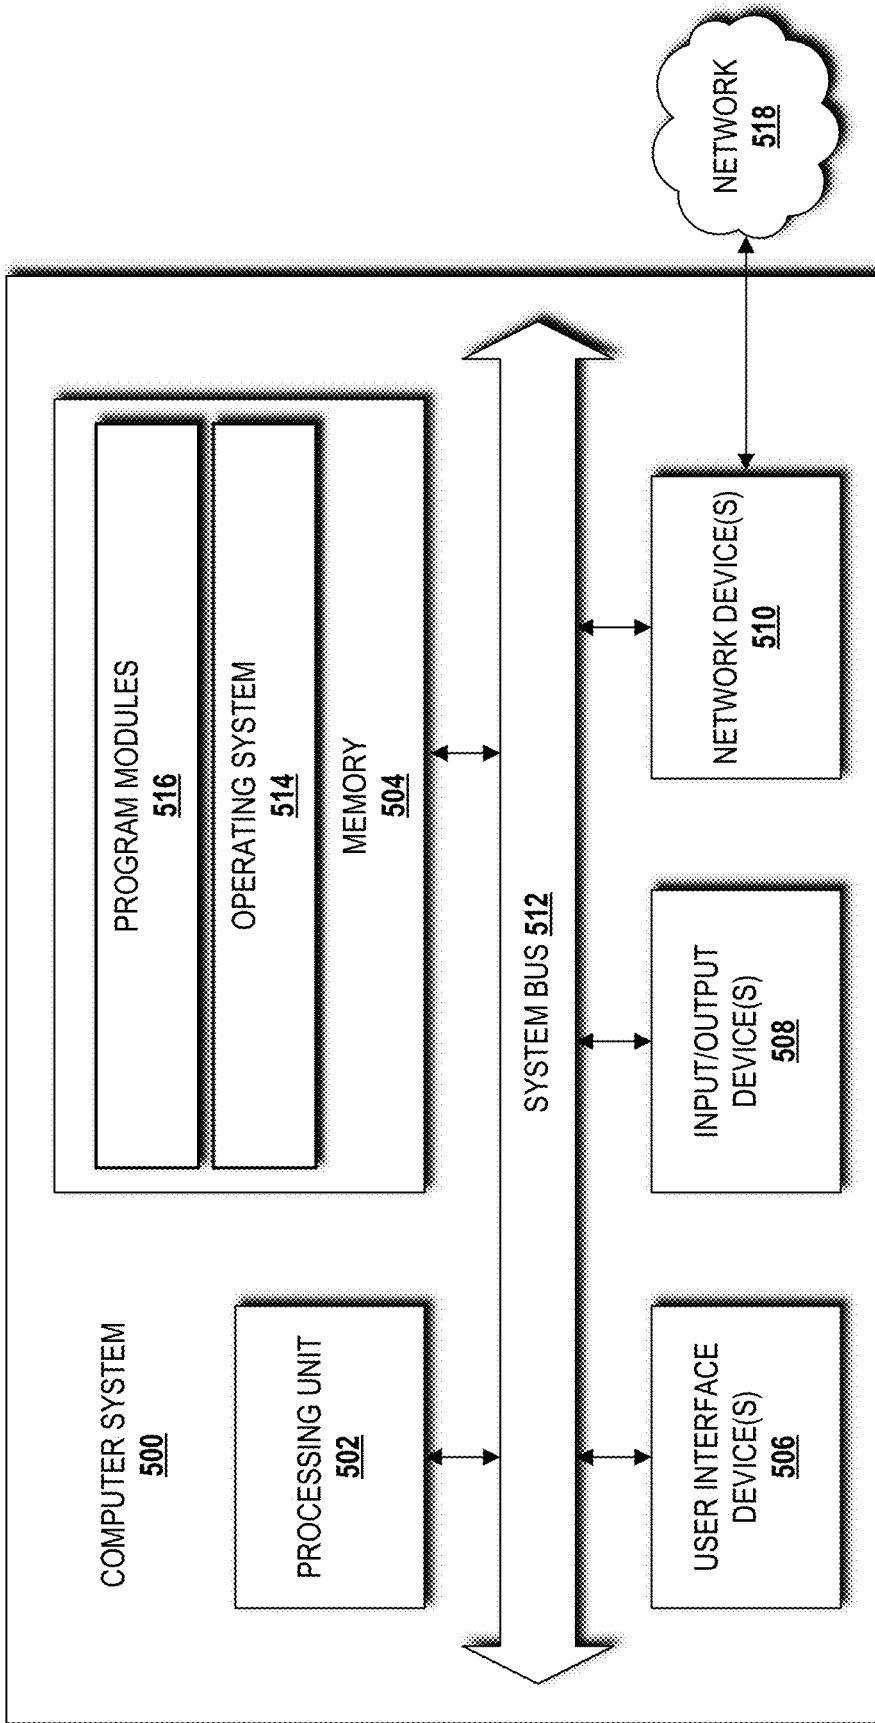 COMPUTER SYSTEM
500
PROCESSING UNIT
502
PROGRAM MODULES
516
OPERATING SYSTEM
514
MEMORY
504
SYSTEM BUS 512
USER INTERFACE
DEVICE(S)
506
INPUT/OUTPUT
DEVICE(S)
508
NETWORK DEVICE(S)
510
NETWORK
518